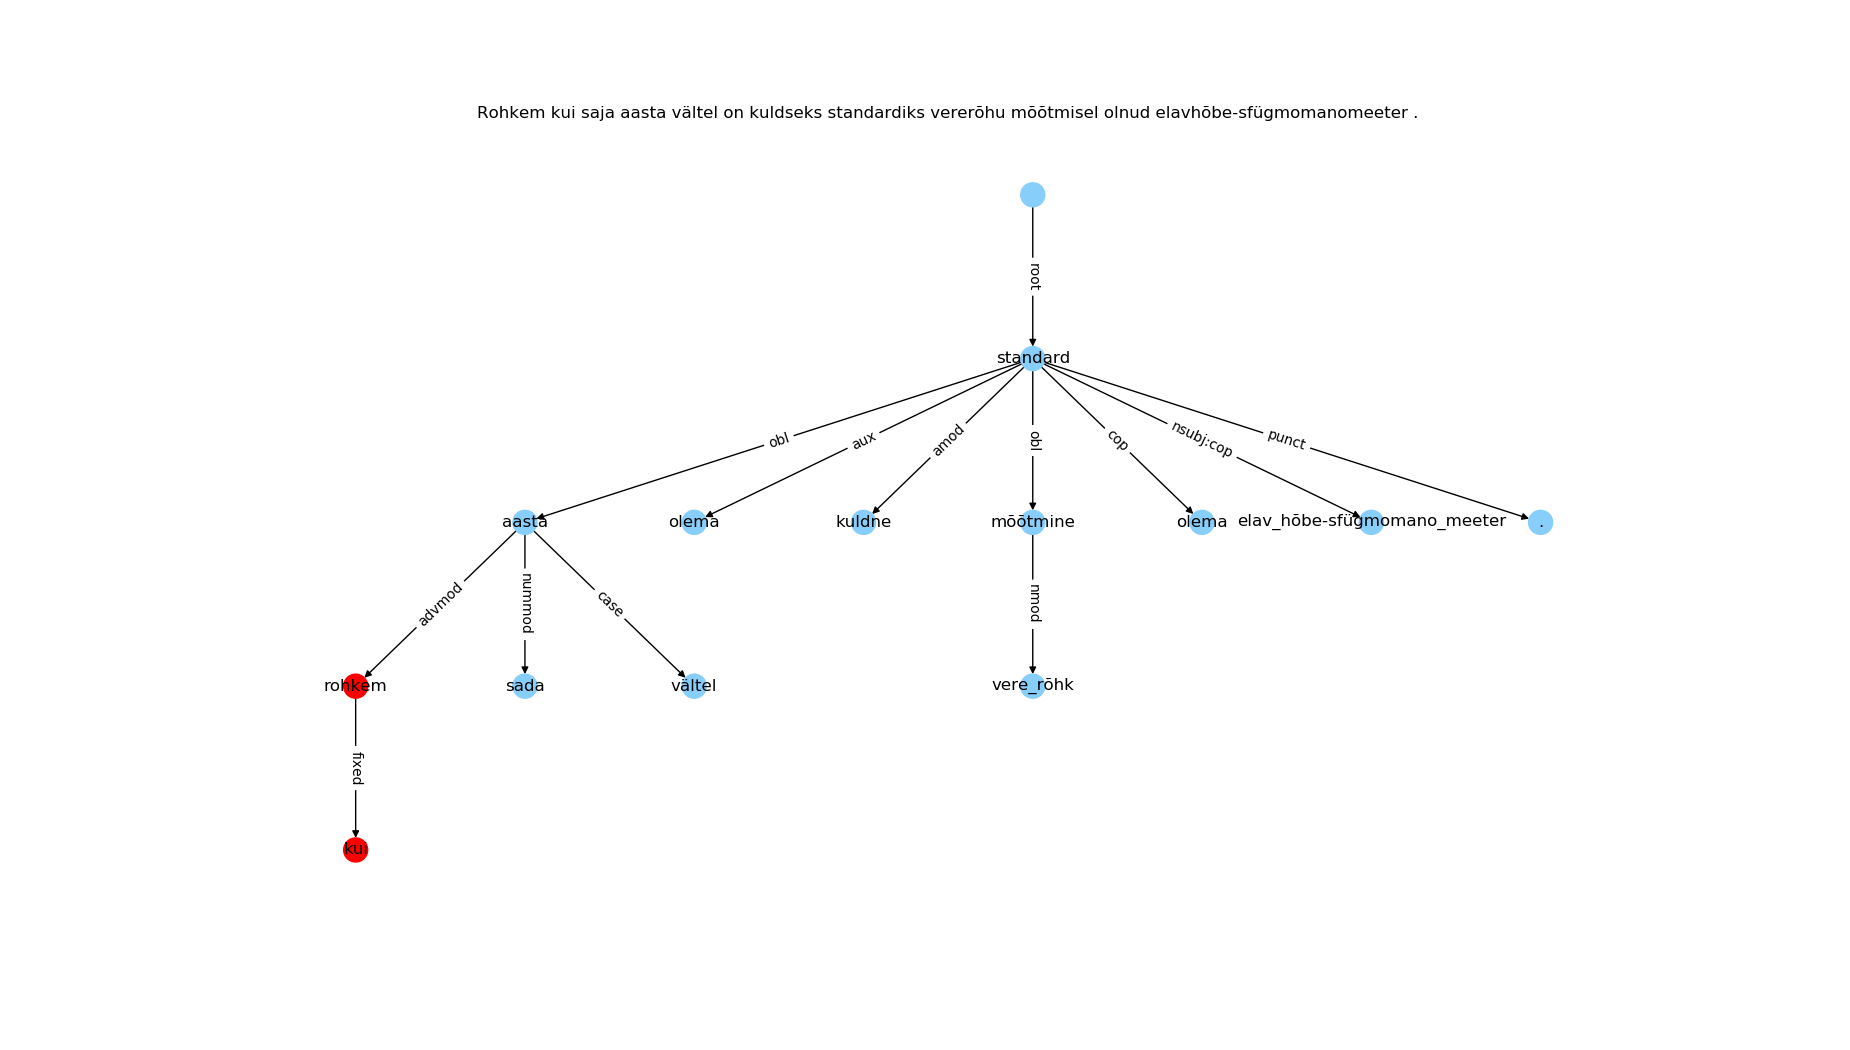 Rohkem kui saja aasta vältel on kuldseks standardiks vererõhu mõõtmisel olnud elavhõbe-sfügmomanomeeter .
root
standard
obl aux amod obl cop nsubj:cop punct
aasta olema kuldne mõõtmine olema elav_hõbe-sfügmomano_meeter .
advmod nummod case nmod
rohkem sada vältel vere_rõhk
fixed
kui